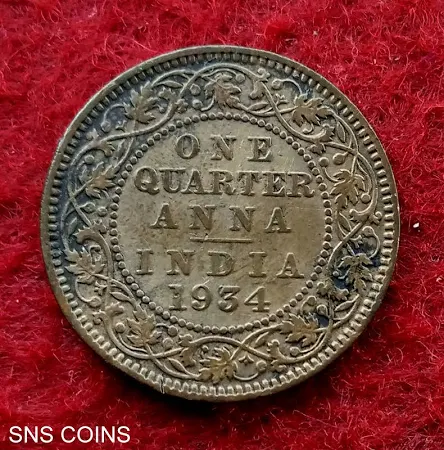 ONE
QUARTER
ANNA
INDIA
1934
SNS COINS